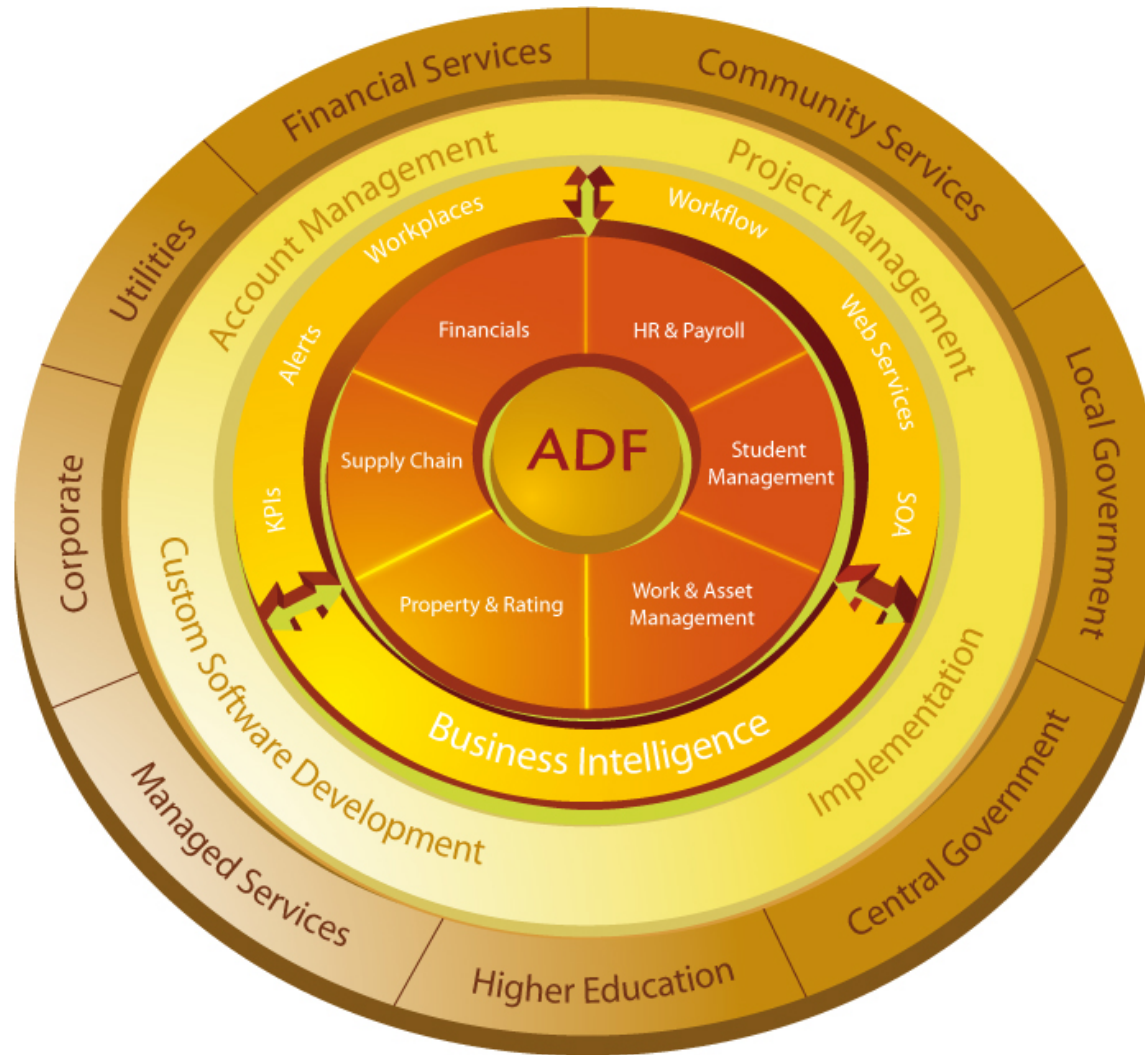 Financial Services
Community Services
Local Government
Central Government
Higher Education
Managed Services
Corporate
Utilities
Account Management
Project Management
Implementation
Custom Software Development
Workplaces
Workflow
Web Services
SOA
Business Intelligence
KPIs
Alerts
Financials
HR & Payroll
Student
Management
Work & Asset
Management
Property & Rating
Supply Chain
ADF